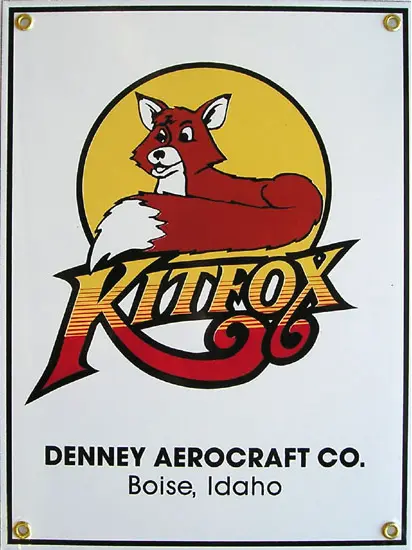 KITFOX
DENNEY AEROCRAFT CO.
Boise, Idaho